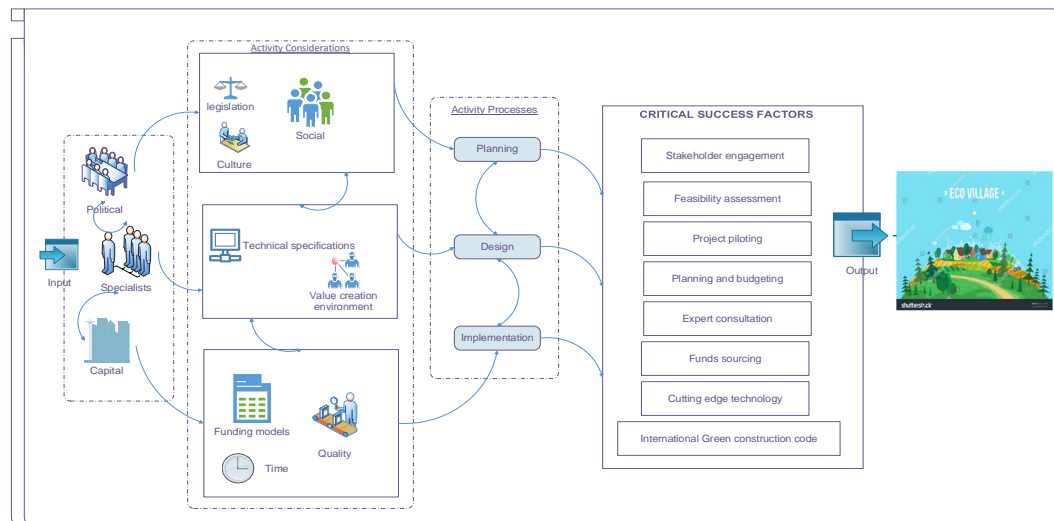 Input
Political
Specialists
Capital
Activity Considerations
legislation
Culture
Social
Technical specifications
Value creation
environment
Funding models
Quality
Time
Activity Processes
Planning
Design
Implementation
CRITICAL SUCCESS FACTORS
Stakeholder engagement
Feasibility assessment
Project piloting
Planning and budgeting
Expert consultation
Funds sourcing
Cutting edge technology
International Green construction code
Output
ECO VILLAGE
shutterstock